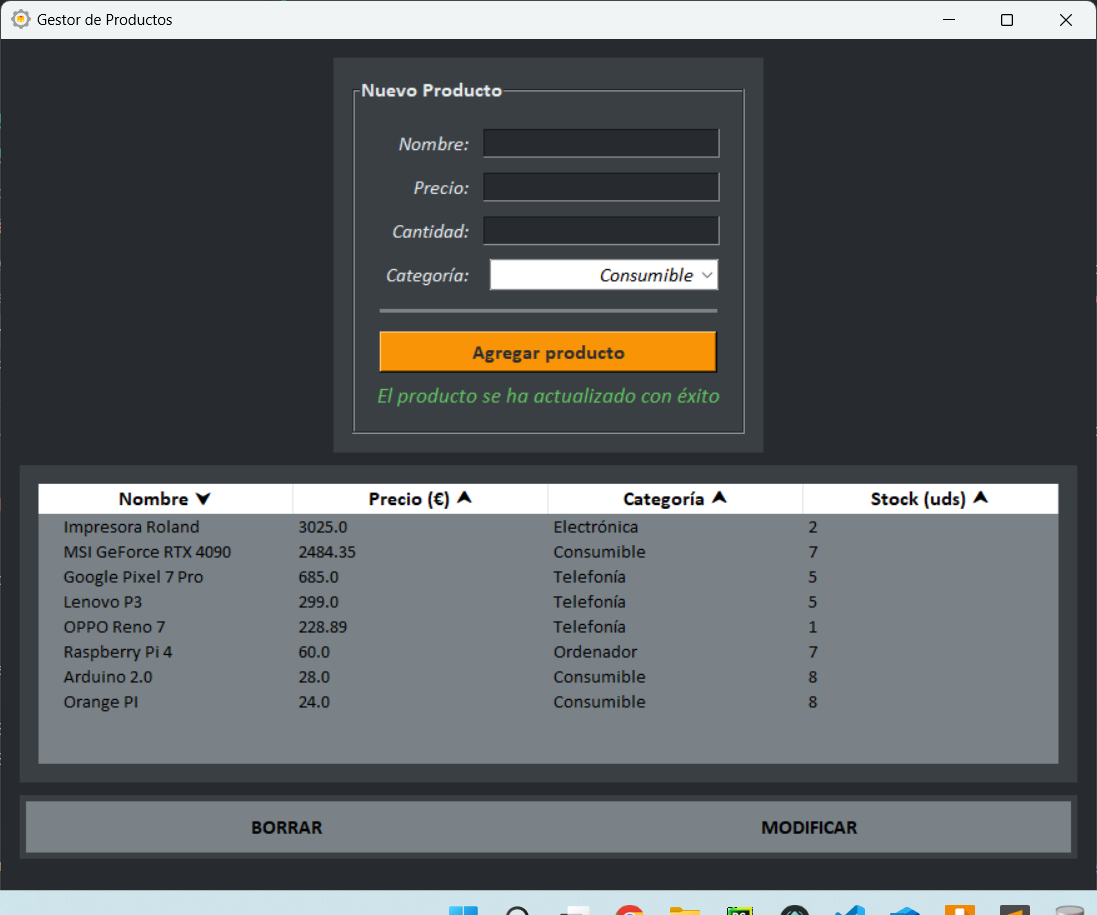 Gestor de Productos
Nuevo Producto
Nombre:
Precio:
Cantidad:
Categoría: Consumible
Agregar producto
El producto se ha actualizado con éxito
Nombre ⮟ Precio (€) ⮝ Categoría ⮝ Stock (uds) ⮝
Impresora Roland 3025.0 Electrónica 2
MSI GeForce RTX 4090 2484.35 Consumible 7
Google Pixel 7 Pro 685.0 Telefonía 5
Lenovo P3 299.0 Telefonía 5
OPPO Reno 7 228.89 Telefonía 1
Raspberry Pi 4 60.0 Ordenador 7
Arduino 2.0 28.0 Consumible 8
Orange PI 24.0 Consumible 8
BORRAR MODIFICAR